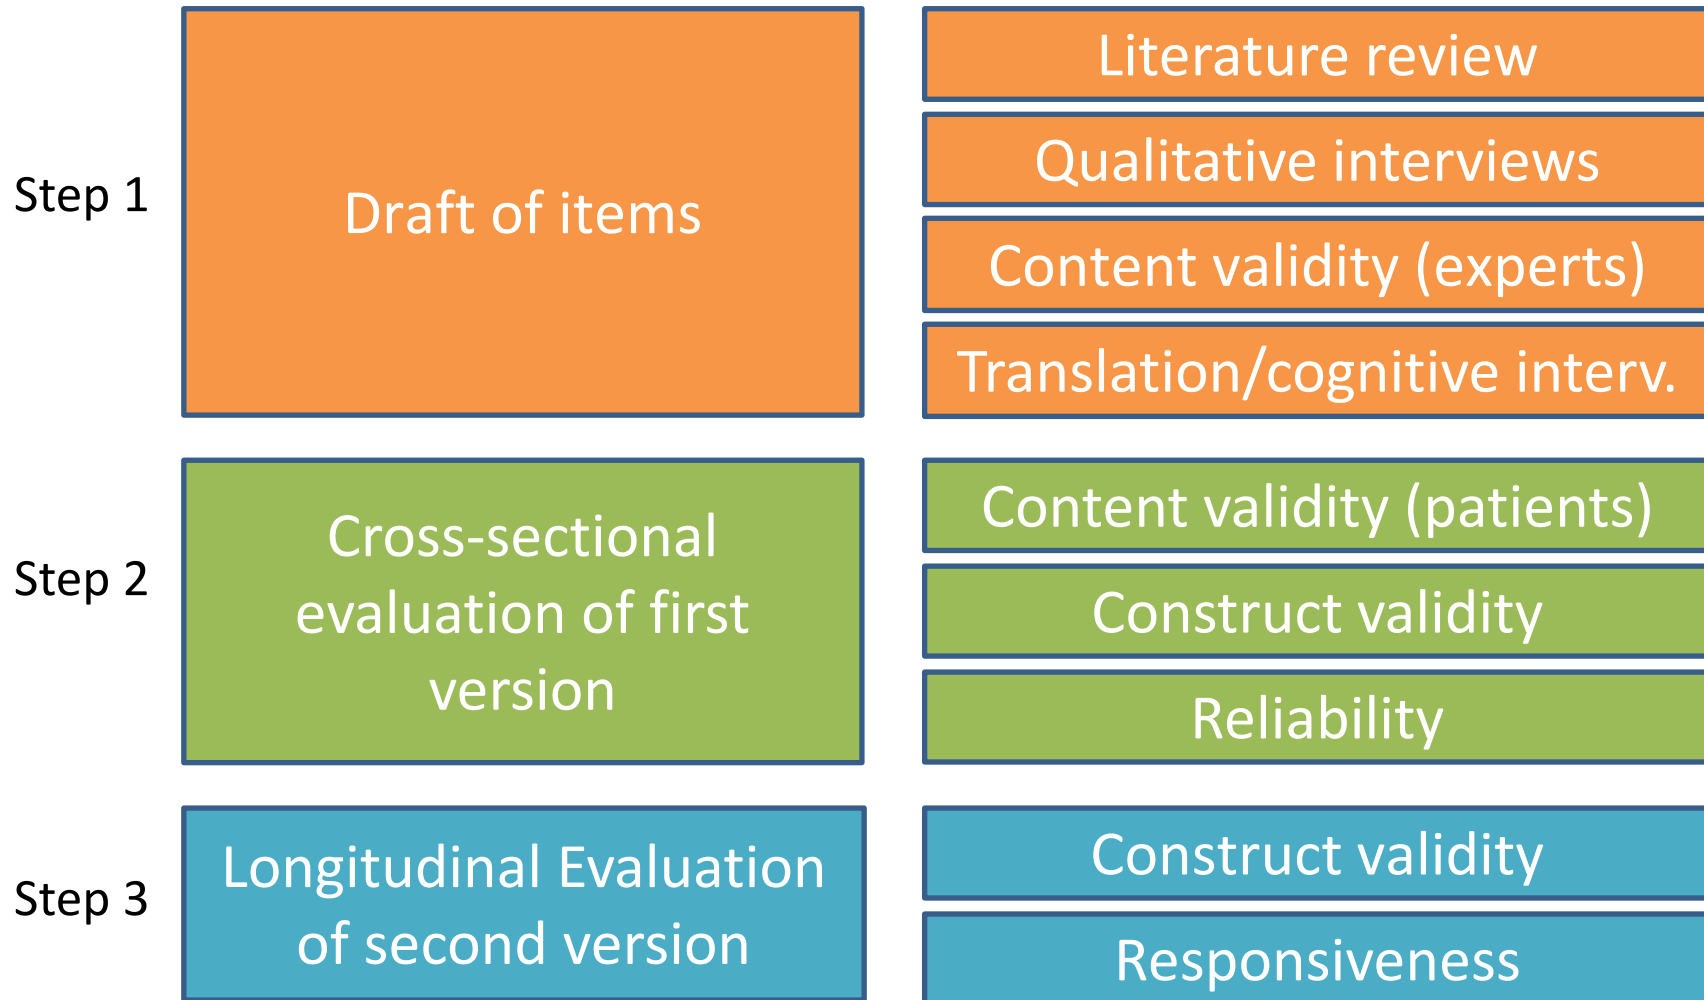 Step 1
Draft of items
Literature review
Qualitative interviews
Content validity (experts)
Translation/cognitive interv.
Step 2
Cross-sectional
evaluation of first
version
Content validity (patients)
Construct validity
Reliability
Step 3
Longitudinal Evaluation
of second version
Construct validity
Responsiveness